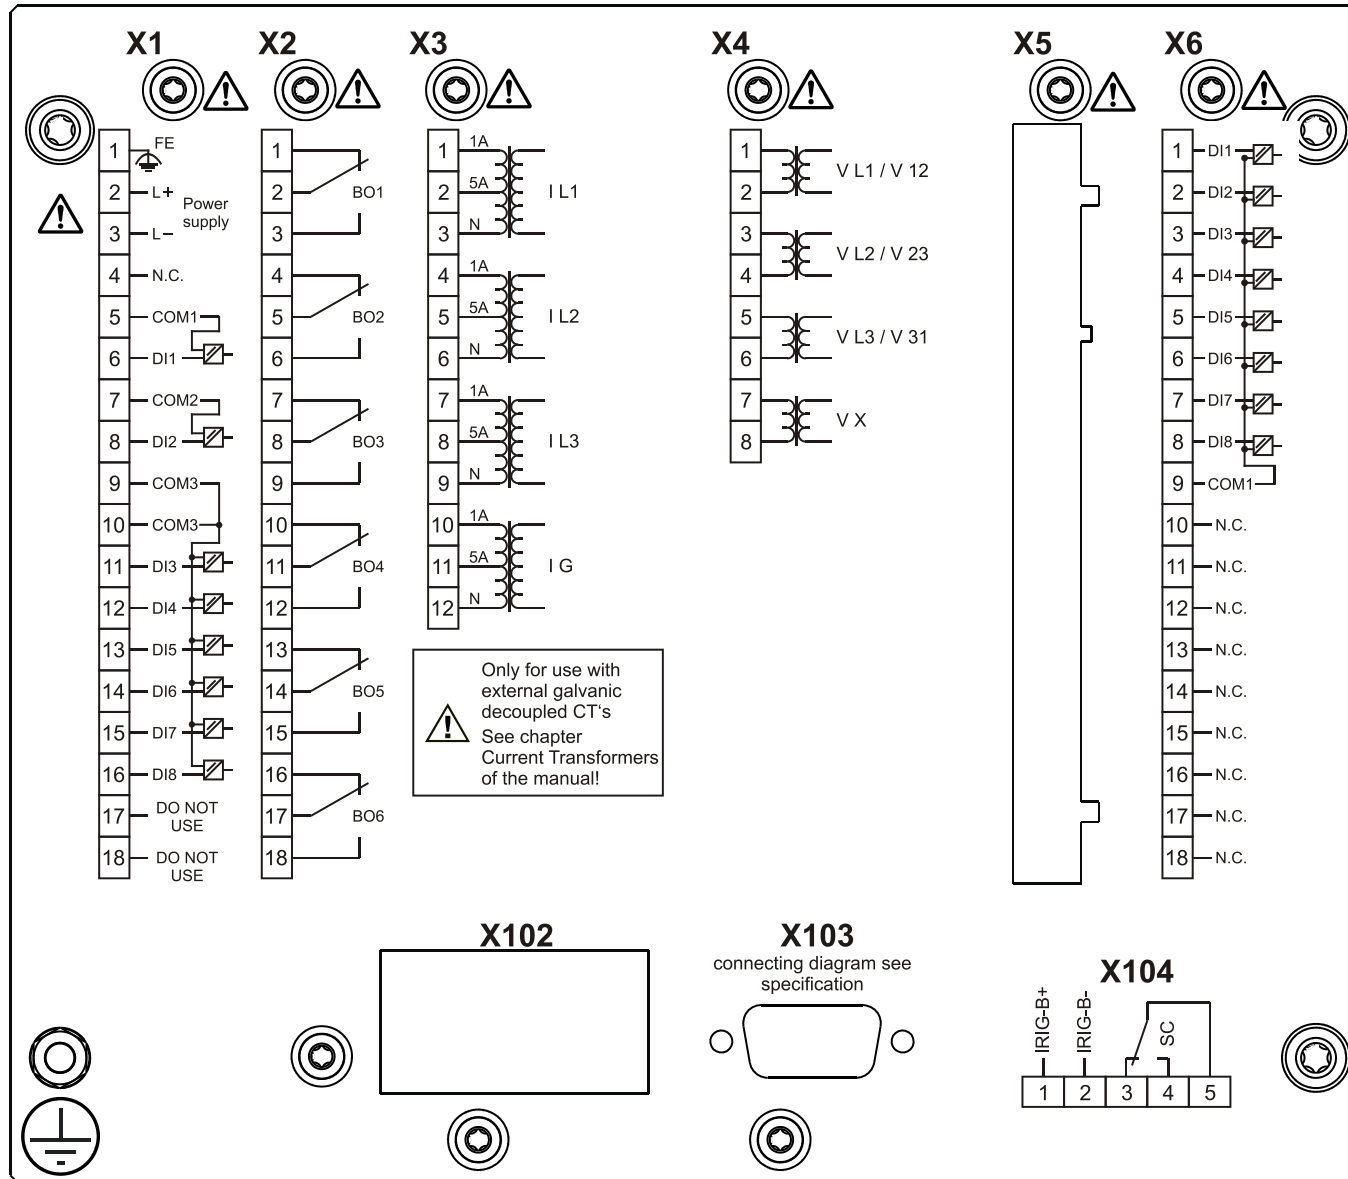 X1
X2
X3
X4
X5
X6
1 FE
2 L+
Power
supply
3 L−
4 N.C.
5 COM1
6 DI1
7 COM2
8 DI2
9 COM3
10 COM3
11 DI3
12 DI4
13 DI5
14 DI6
15 DI7
16 DI8
17 DO NOT
USE
18 DO NOT
USE
1
2 BO1
3
4
5 BO2
6
7
8 BO3
9
10
11 BO4
12
13
14 BO5
15
16
17 BO6
18
1 1A
2 5A I L1
3 N
4 1A
5 5A I L2
6 N
7 1A
8 5A I L3
9 N
10 1A
11 5A I G
12 N
Only for use with
external galvanic
decoupled CT‘s
See chapter
Current Transformers
of the manual!
1
V L1 / V 12
2
3
V L2 / V 23
4
5
V L3 / V 31
6
7
V X
8
1 DI1
2 DI2
3 DI3
4 DI4
5 DI5
6 DI6
7 DI7
8 DI8
9 COM1
10 N.C.
11 N.C.
12 N.C.
13 N.C.
14 N.C.
15 N.C.
16 N.C.
17 N.C.
18 N.C.
X102
X103
connecting diagram see
specification
X104
IRIG-B+
IRIG-B-
SC
1 2 3 4 5